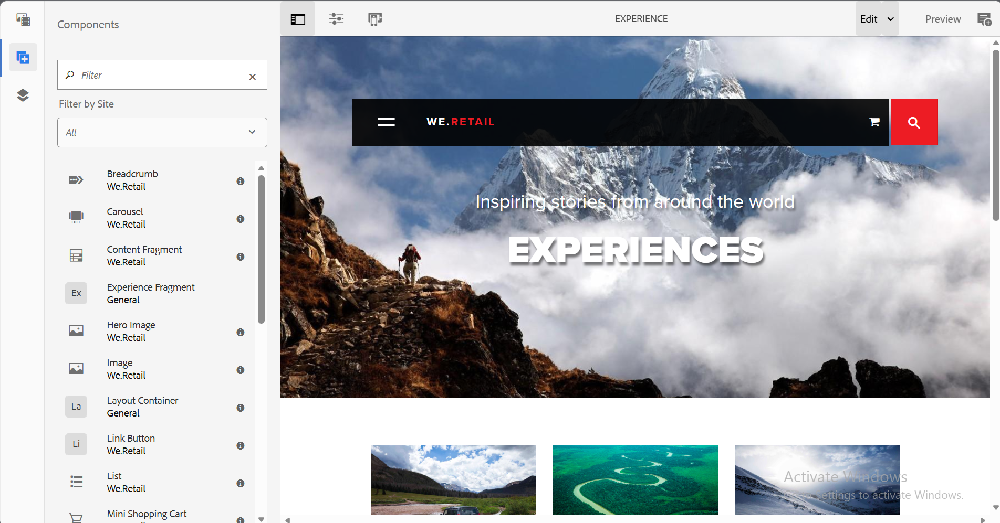 Components
Filter
Filter by Site
All
Breadcrumb
We.Retail
Carousel
We.Retail
Content Fragment
We.Retail
Ex
Experience Fragment
General
Hero Image
We.Retail
Image
We.Retail
La
Layout Container
General
Li
Link Button
We.Retail
List
We.Retail
Mini Shopping Cart
EXPERIENCE
Edit
Preview
WE.RETAIL
Inspiring stories from around the world
EXPERIENCES
Activate Windows
settings to activate Windows.